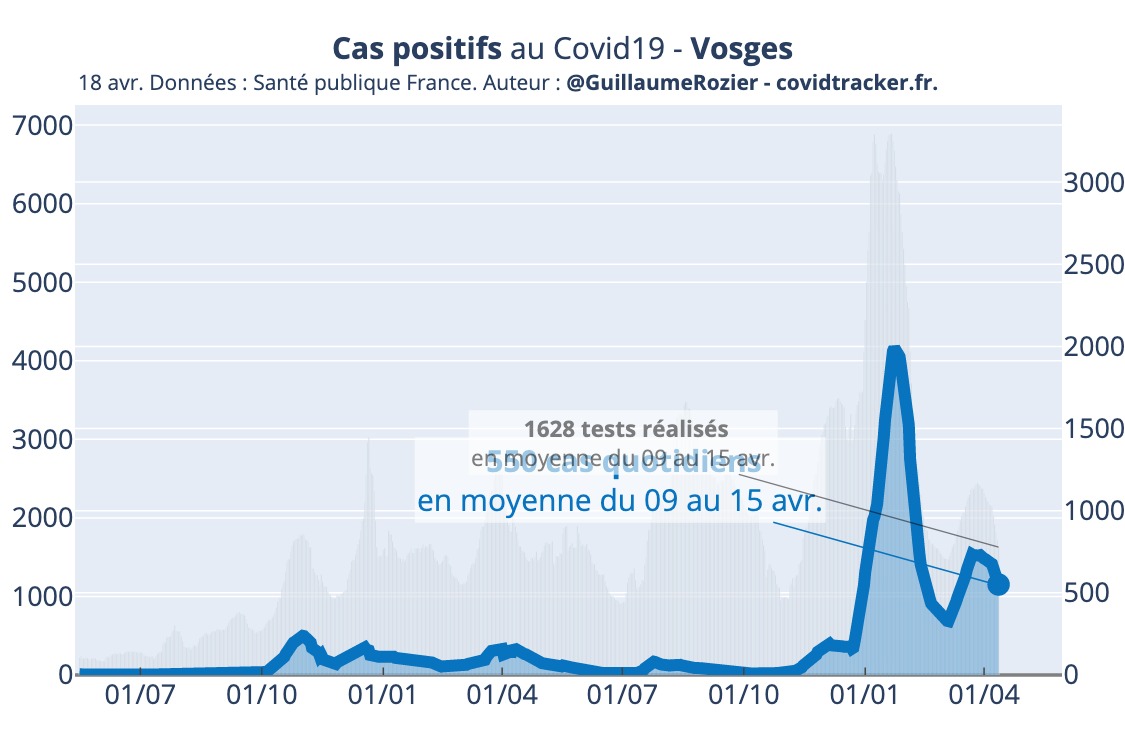 Cas positifs au Covid19 - Vosges
18 avr. Données : Santé publique France. Auteur : @GuillaumeRozier - covidtracker.fr.
7000
6000
5000
4000
3000
2000
1000
0
3000
2500
2000
1500
1000
500
0
1628 tests réalisés
en moyenne du 09 au 15 avr.
550 cas quotidiens
en moyenne du 09 au 15 avr.
01/07 01/10 01/01 01/04 01/07 01/10 01/01 01/04